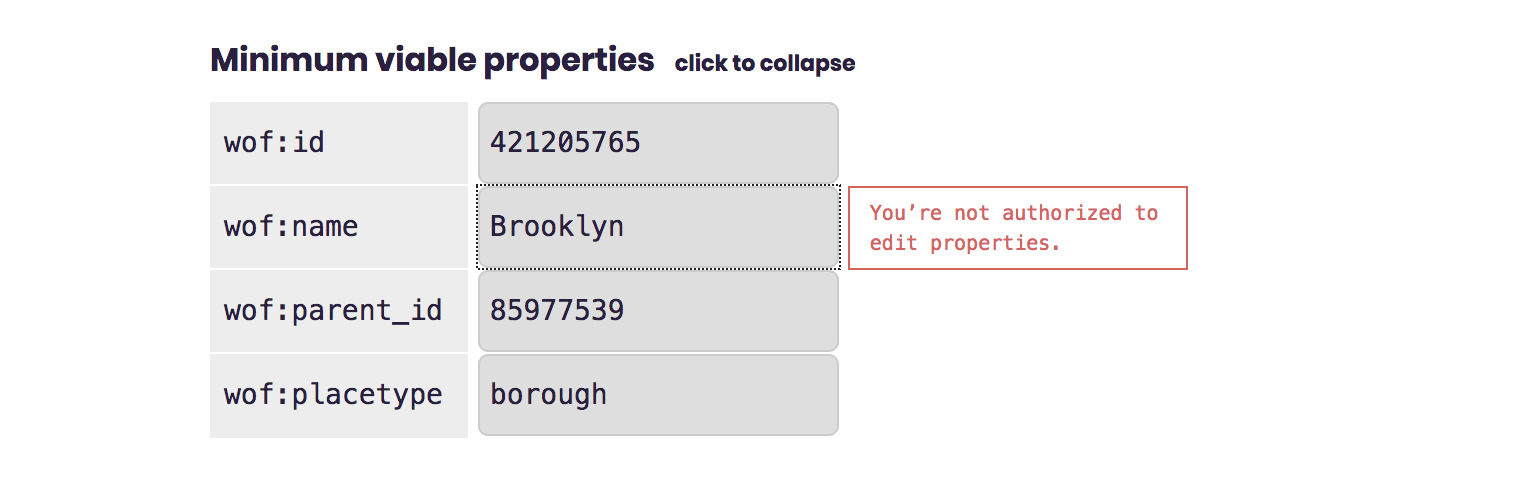 Minimum viable properties click to collapse
wof:id 421205765
wof:name Brooklyn
You’re not authorized to
edit properties.
wof:parent_id 85977539
wof:placetype borough